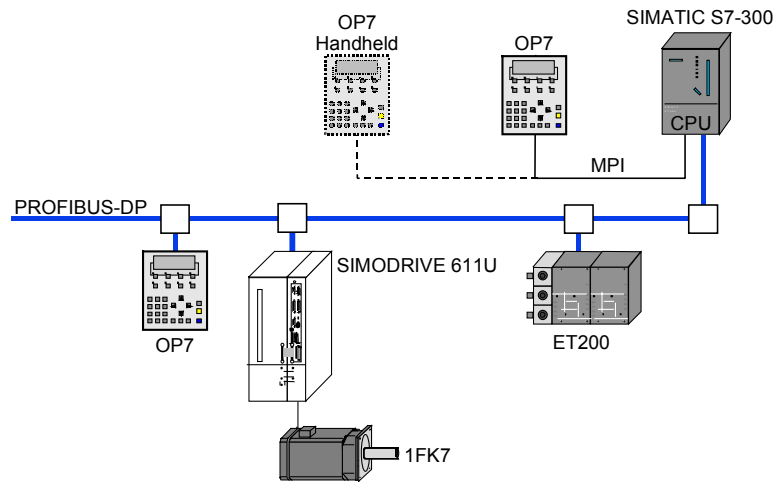 SIMATIC S7-300
OP7
Handheld
OP7
CPU
MPI
PROFIBUS-DP
SIMODRIVE 611U
OP7
ET200
1FK7